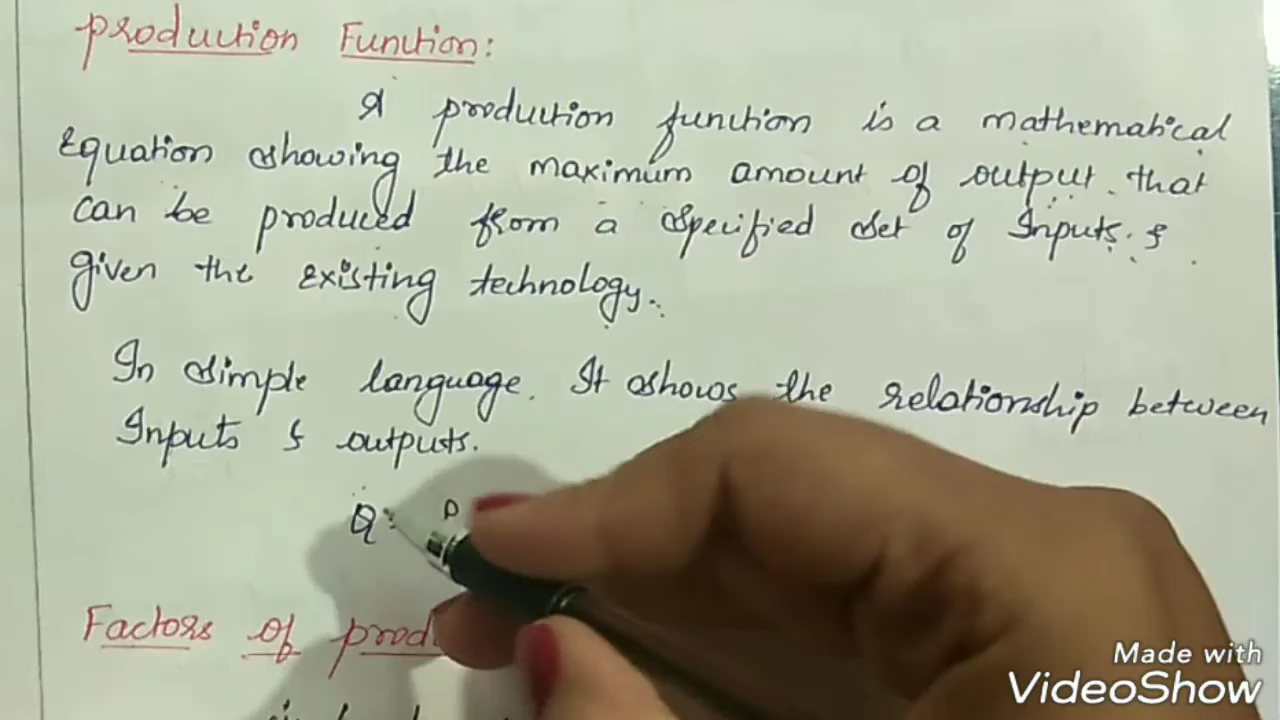 production Function:
A production function is a mathematical
Equation showing the maximum amount of output that
can be produced from a specified set of Inputs &
given the existing technology.
In simple language. It shows the relationship between
Inputs & outputs.
Q
Factors of
Made with
VideoShow